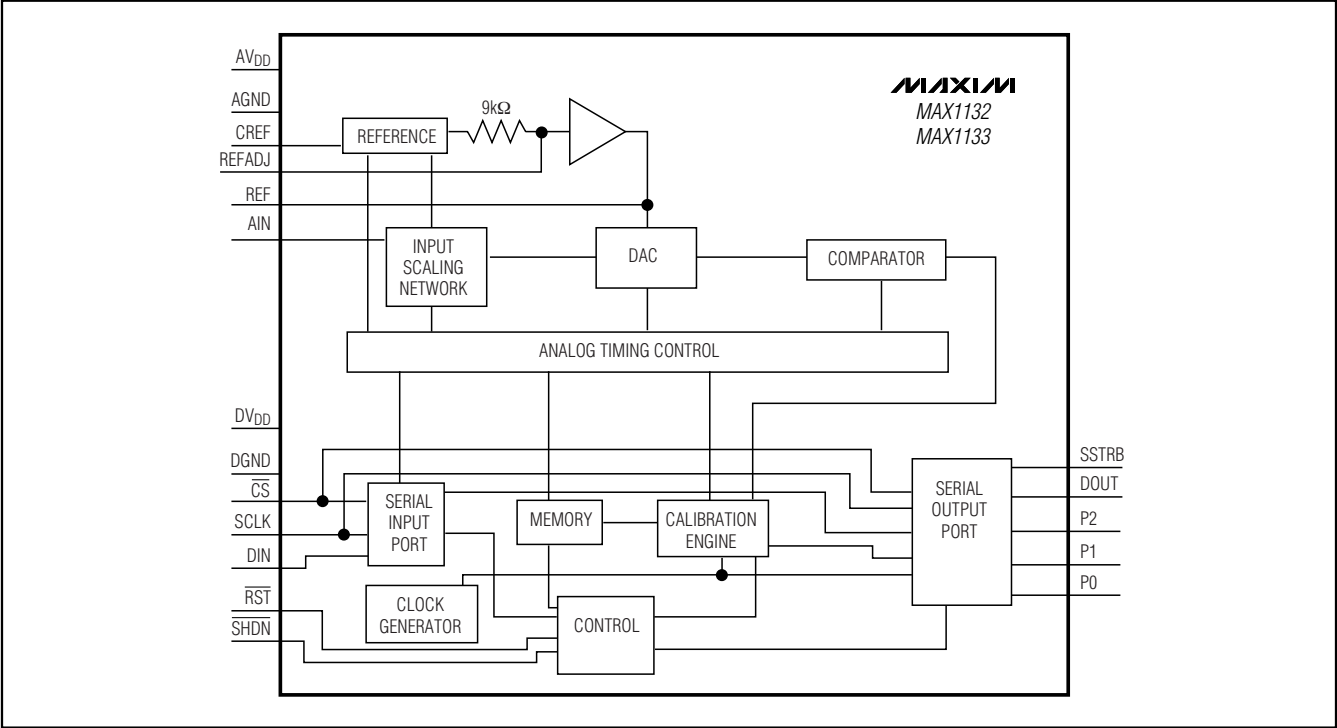 AVDD
AGND
CREF
REFADJ
REF
AIN
9kΩ
REFERENCE
MAXIM
MAX1132
MAX1133
INPUT
SCALING
NETWORK
DAC
COMPARATOR
ANALOG TIMING CONTROL
DVDD
DGND
CS
SCLK
DIN
RST
SHDN
SERIAL
INPUT
PORT
MEMORY
CALIBRATION
ENGINE
CLOCK
GENERATOR
CONTROL
SERIAL
OUTPUT
PORT
SSTRB
DOUT
P2
P1
P0